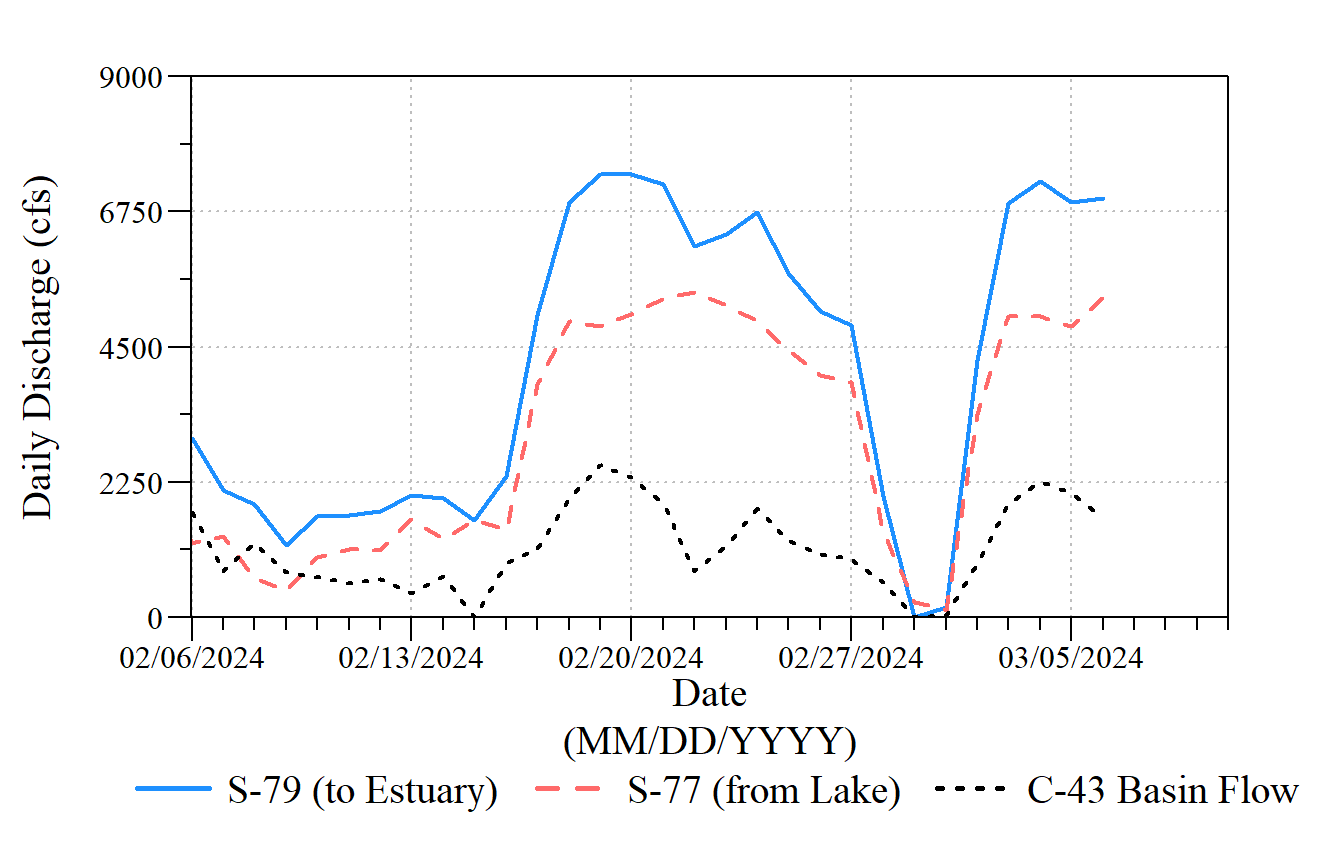 9000
6750
4500
2250
0
Daily Discharge (cfs)
02/06/2024 02/13/2024 02/20/2024 02/27/2024 03/05/2024
Date
(MM/DD/YYYY)
S-79 (to Estuary) S-77 (from Lake) C-43 Basin Flow